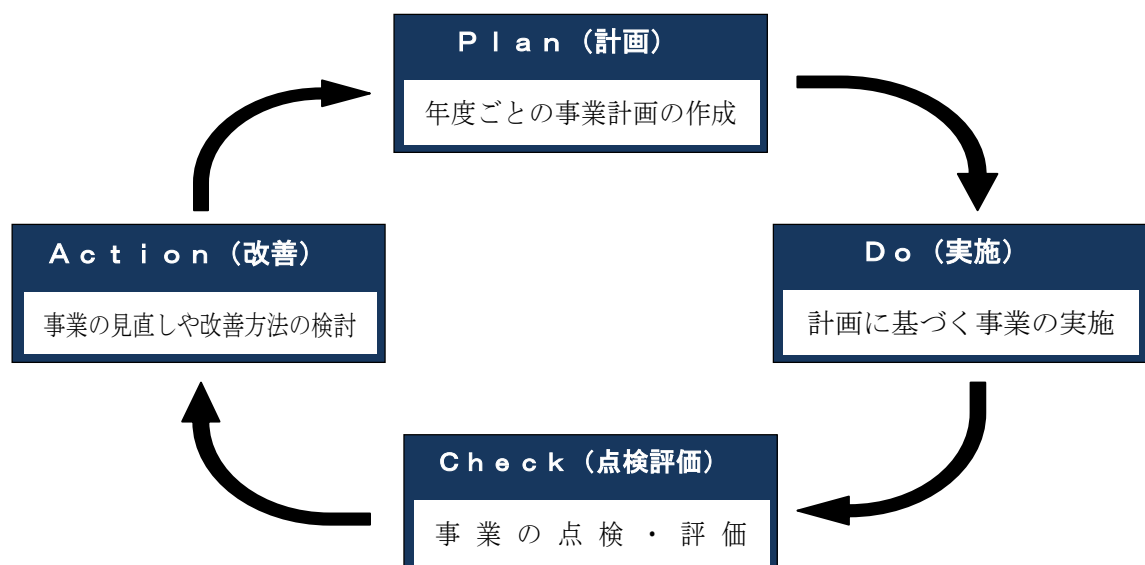 Ｐｌａｎ（計画）
年度ごとの事業計画の作成
Ａｃｔｉｏｎ（改善）
事業の見直しや改善方法の検討
Ｄｏ（実施）
計画に基づく事業の実施
Ｃｈｅｃｋ（点検評価）
事業の点検・評価